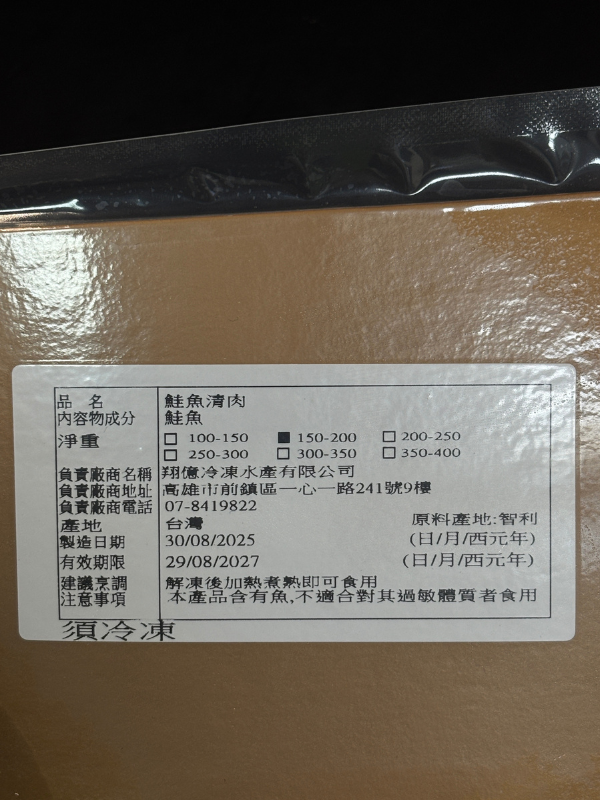 品 名 鮭魚清肉
內容物成分 鮭魚
淨重 □ 100-150 ■ 150-200 □ 200-250
□ 250-300 □ 300-350 □ 350-400
負責廠商名稱 翔億冷凍水產有限公司
負責廠商地址 高雄市前鎮區一心一路241號9樓
負責廠商電話 07-8419822
產地 台灣 原料產地:智利
製造日期 30/08/2025 (日/月/西元年)
有效期限 29/08/2027 (日/月/西元年)
建議烹調 解凍後加熱煮熟即可食用
注意事項 本產品含有魚,不適合對其過敏體質者食用
須冷凍